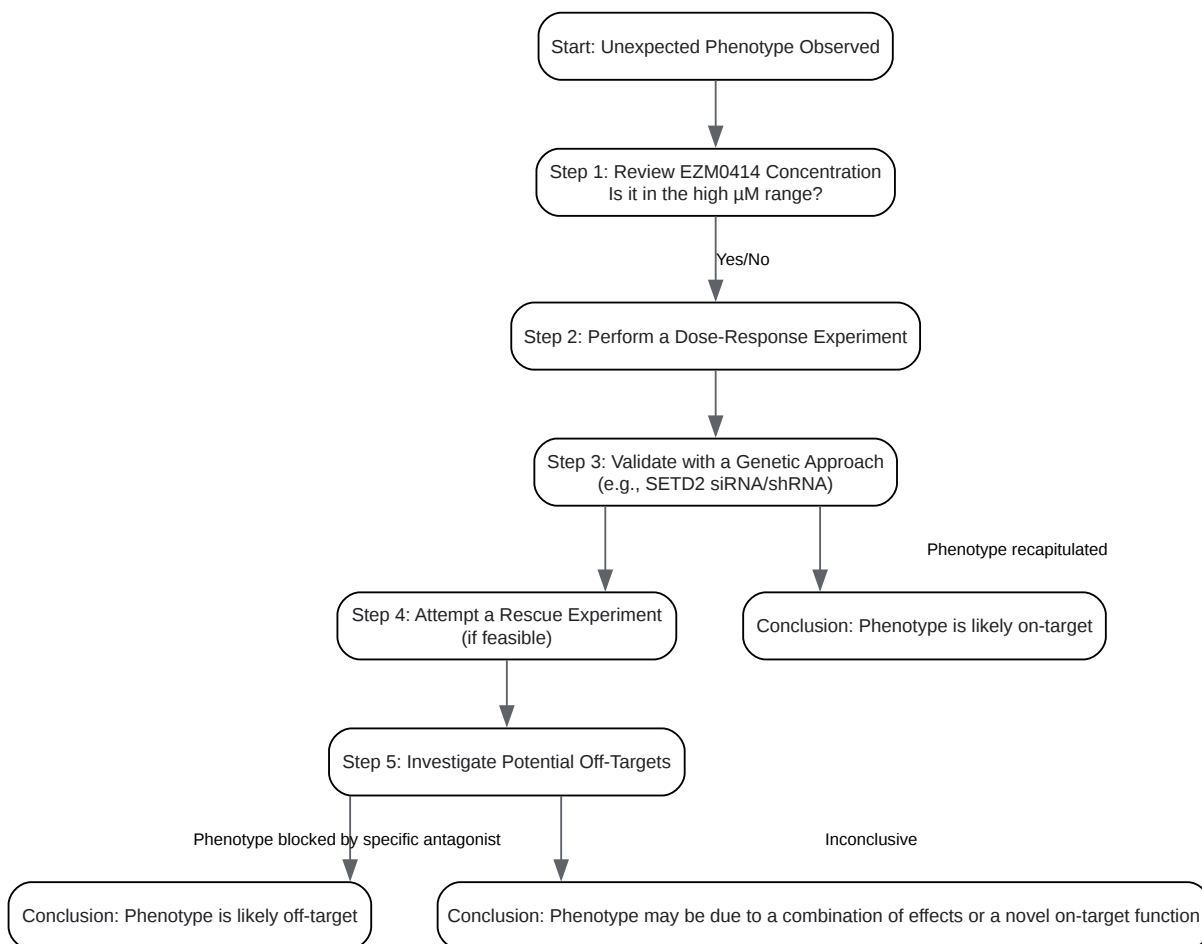 Start: Unexpected Phenotype Observed
Step 1: Review EZM0414 Concentration
Is it in the high µM range?
Yes/No
Step 2: Perform a Dose-Response Experiment
Step 3: Validate with a Genetic Approach
(e.g., SETD2 siRNA/shRNA)
Phenotype recapitulated
Step 4: Attempt a Rescue Experiment
(if feasible)
Conclusion: Phenotype is likely on-target
Step 5: Investigate Potential Off-Targets
Phenotype blocked by specific antagonist
Inconclusive
Conclusion: Phenotype is likely off-target
Conclusion: Phenotype may be due to a combination of effects or a novel on-target function